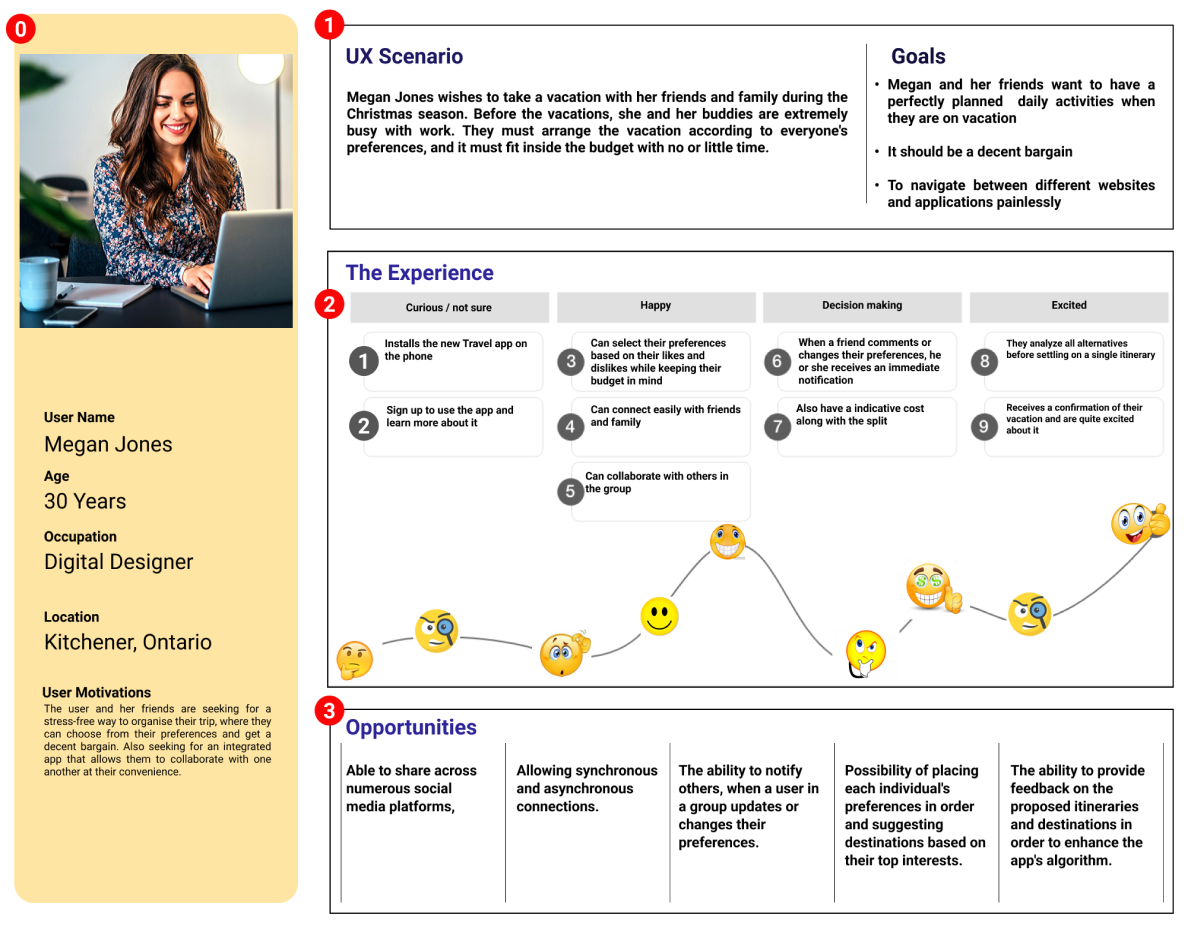 0
User Name
Megan Jones
Age
30 Years
Occupation
Digital Designer
Location
Kitchener, Ontario
User Motivations
The user and her friends are seeking for a
stress-free way to organise their trip, where they
can choose from their preferences and get a
decent bargain. Also seeking for an integrated
app that allows them to collaborate with one
another at their convenience.
1
UX Scenario
Megan Jones wishes to take a vacation with her friends and family during the
Christmas season. Before the vacations, she and her buddies are extremely
busy with work. They must arrange the vacation according to everyone's
preferences, and it must fit inside the budget with no or little time.
Goals
• Megan and her friends want to have a
perfectly planned daily activities when
they are on vacation
• It should be a decent bargain
• To navigate between different websites
and applications painlessly
2
The Experience
Curious / not sure
1
Installs the new Travel app on
the phone
2
Sign up to use the app and
learn more about it
Happy
3
Can select their preferences
based on their likes and
dislikes while keeping their
budget in mind
4
Can connect easily with friends
and family
5
Can collaborate with others in
the group
Decision making
6
When a friend comments or
changes their preferences, he
or she receives an immediate
notification
7
Also have a indicative cost
along with the split
Excited
8
They analyze all alternatives
before settling on a single itinerary
9
Receives a confirmation of their
vacation and are quite excited
about it
$ $
3
Opportunities
Able to share across
numerous social
media platforms,
Allowing synchronous
and asynchronous
connections.
The ability to notify
others, when a user in
a group updates or
changes their
preferences.
Possibility of placing
each individual's
preferences in order
and suggesting
destinations based on
their top interests.
The ability to provide
feedback on the
proposed itineraries
and destinations in
order to enhance the
app's algorithm.